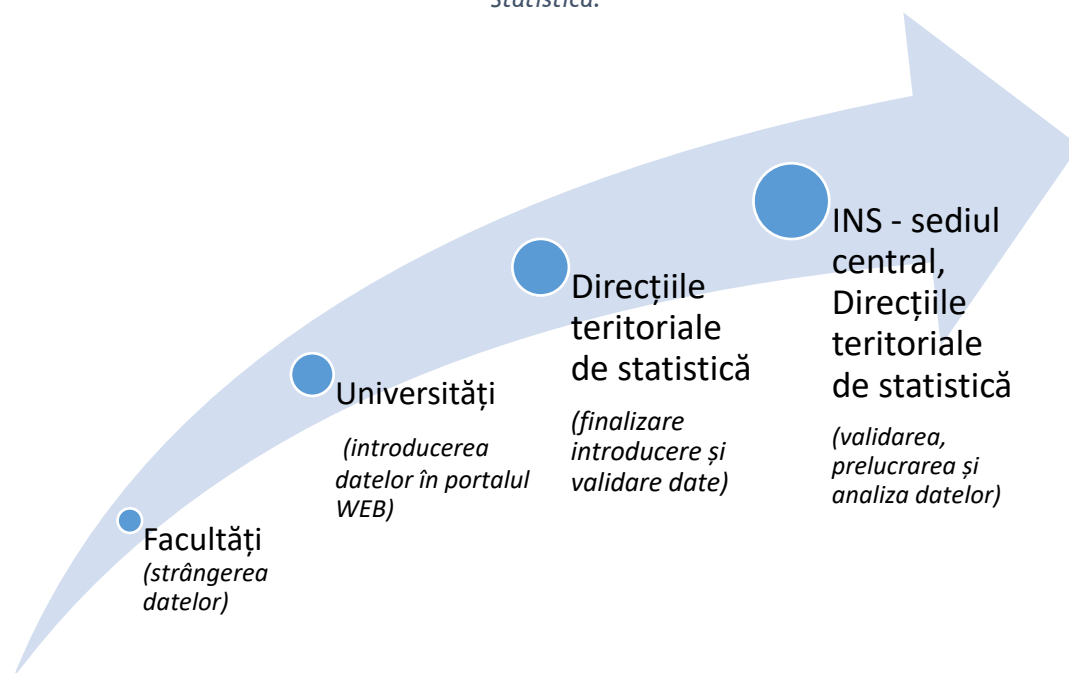 Statistică.
Facultăți
(strângerea
datelor)
Universități
(introducerea
datelor în portalul
WEB)
Direcțiile
teritoriale
de statistică
(finalizare
introducere și
validare date)
INS - sediul
central,
Direcțiile
teritoriale
de statistică
(validarea,
prelucrarea și
analiza datelor)